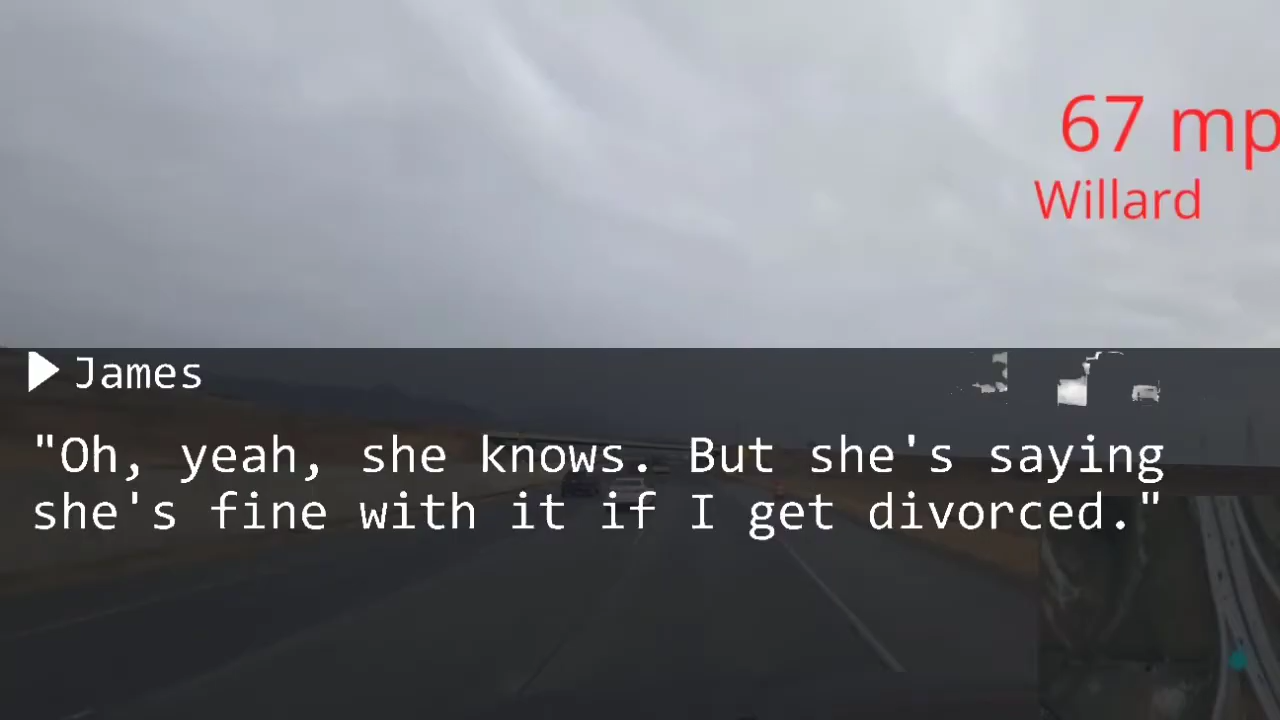 67 mp
Willard
James
"Oh, yeah, she knows. But she's saying
she's fine with it if I get divorced."